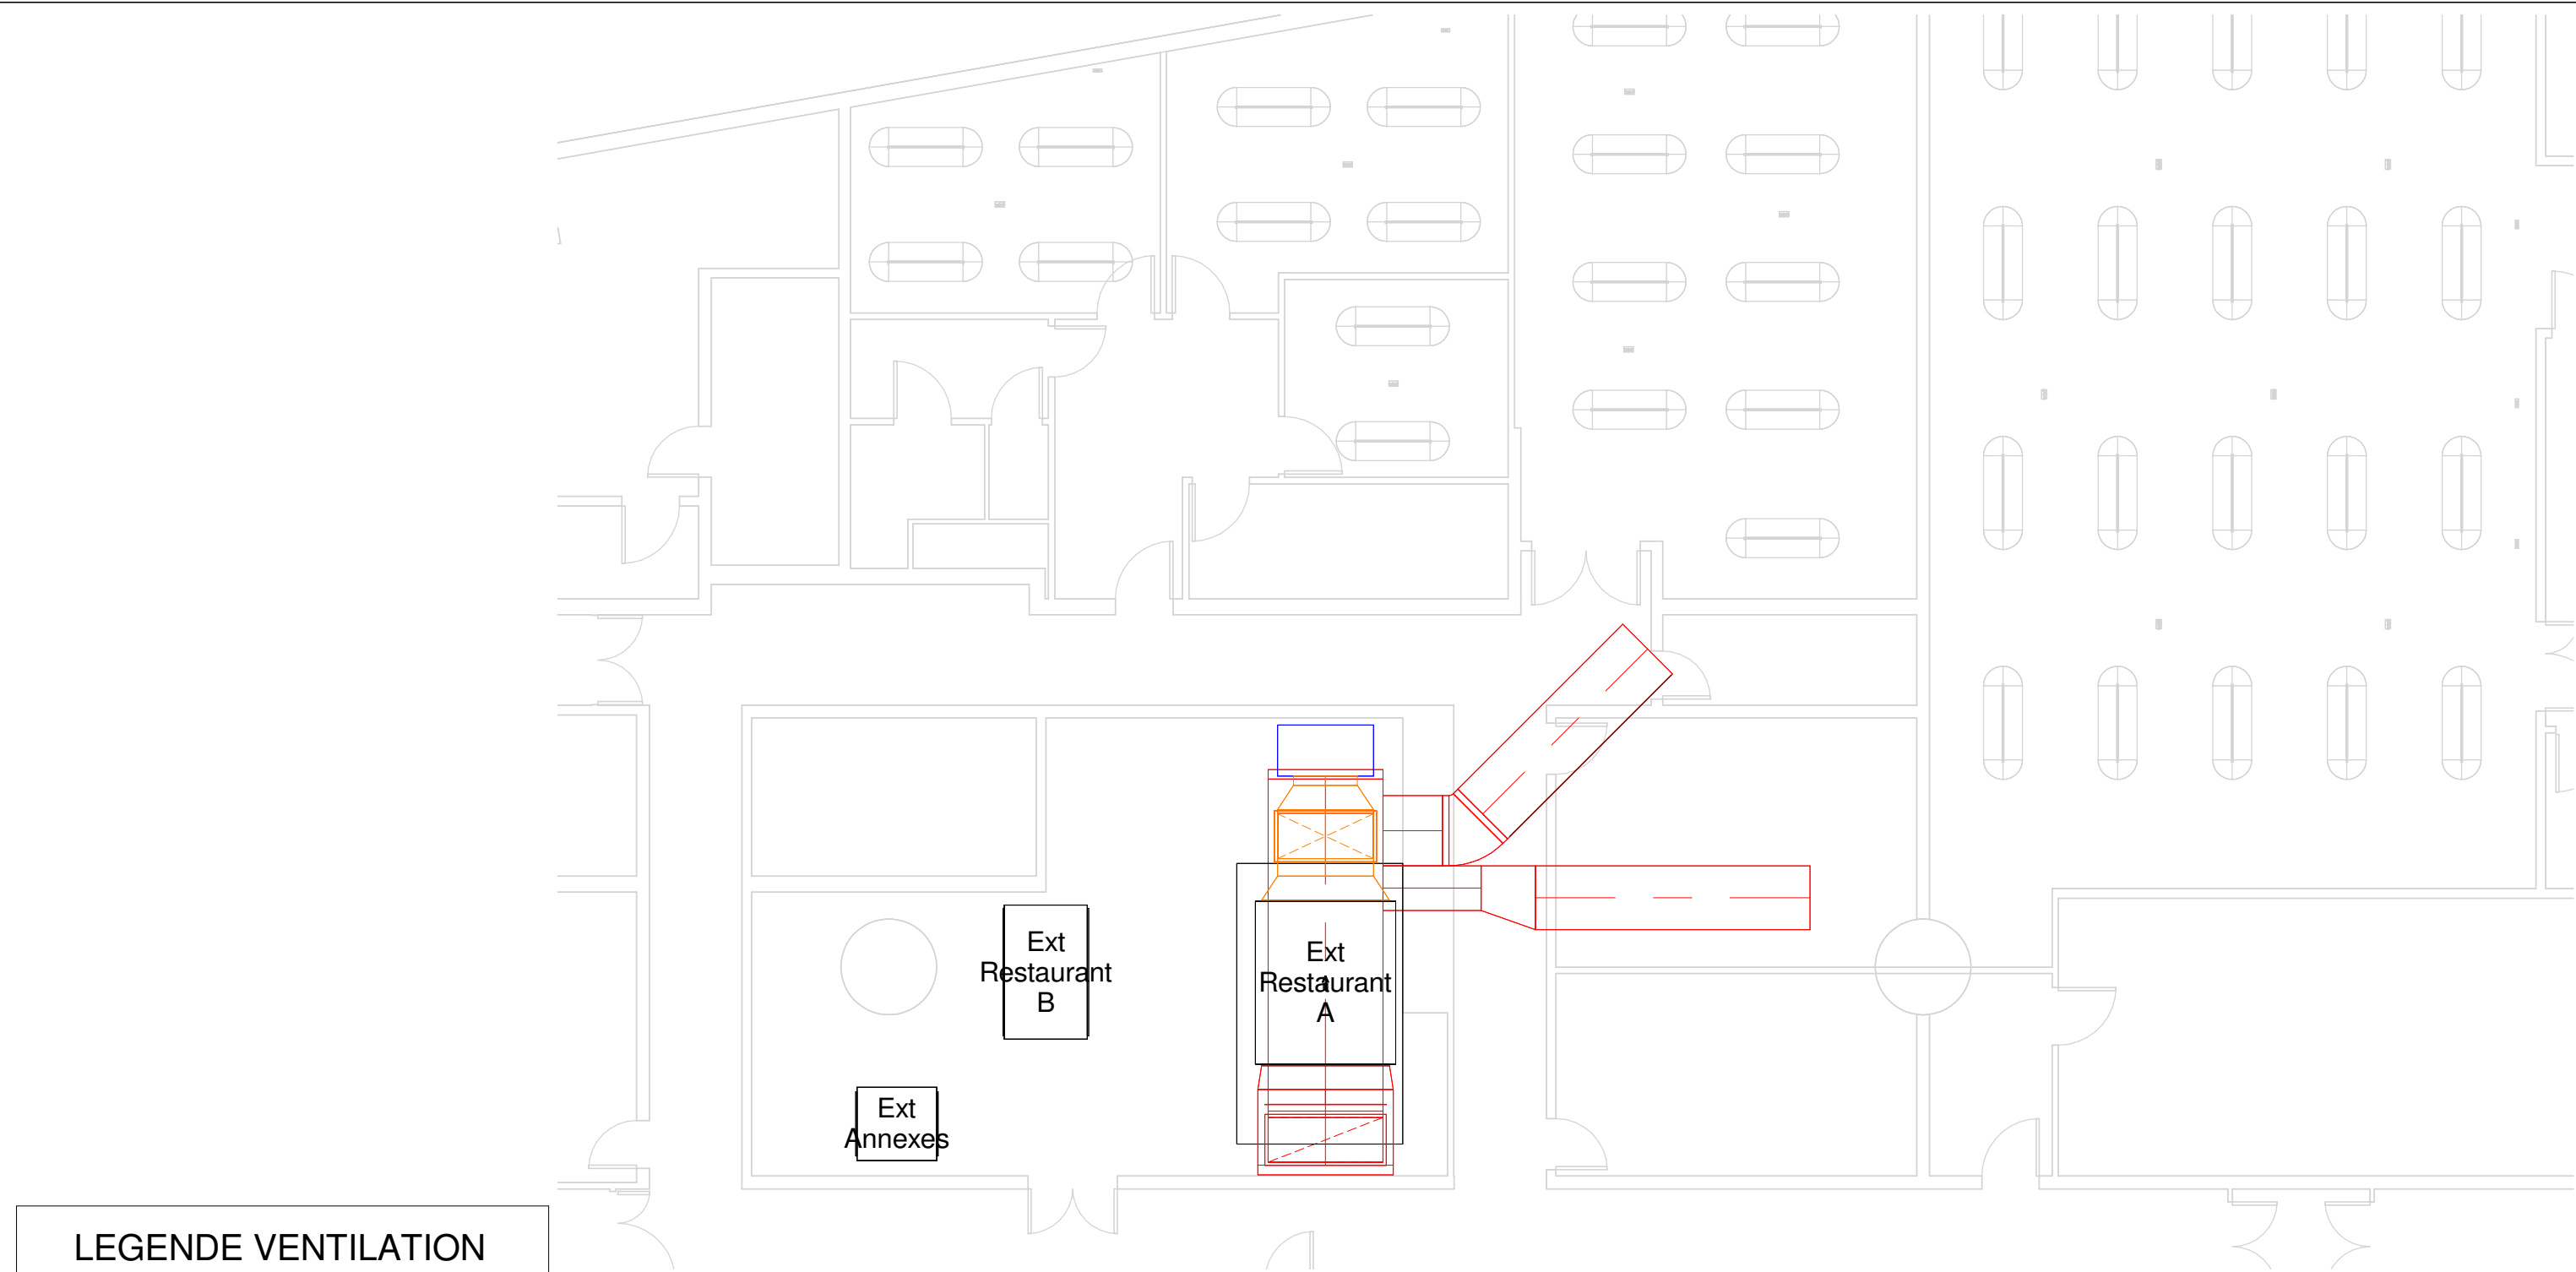 Ext
Restaurant
B
Ext
Restaurant
A
Ext
Annexes
LEGENDE VENTILATION